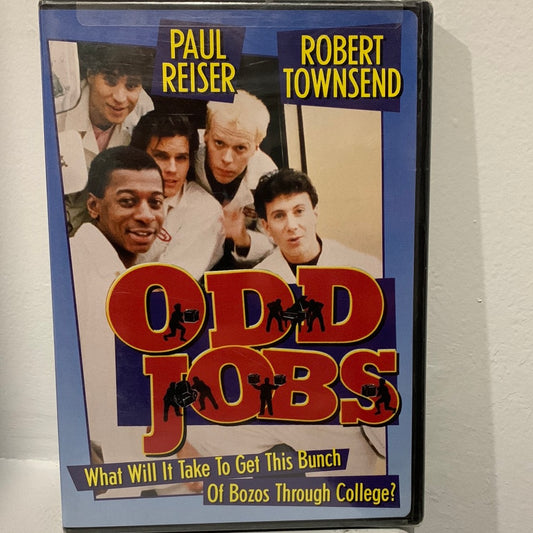 PAUL
REISER
ROBERT
TOWNSEND
ODD
JOBS
What Will It Take To Get This Bunch
Of Bozos Through College?